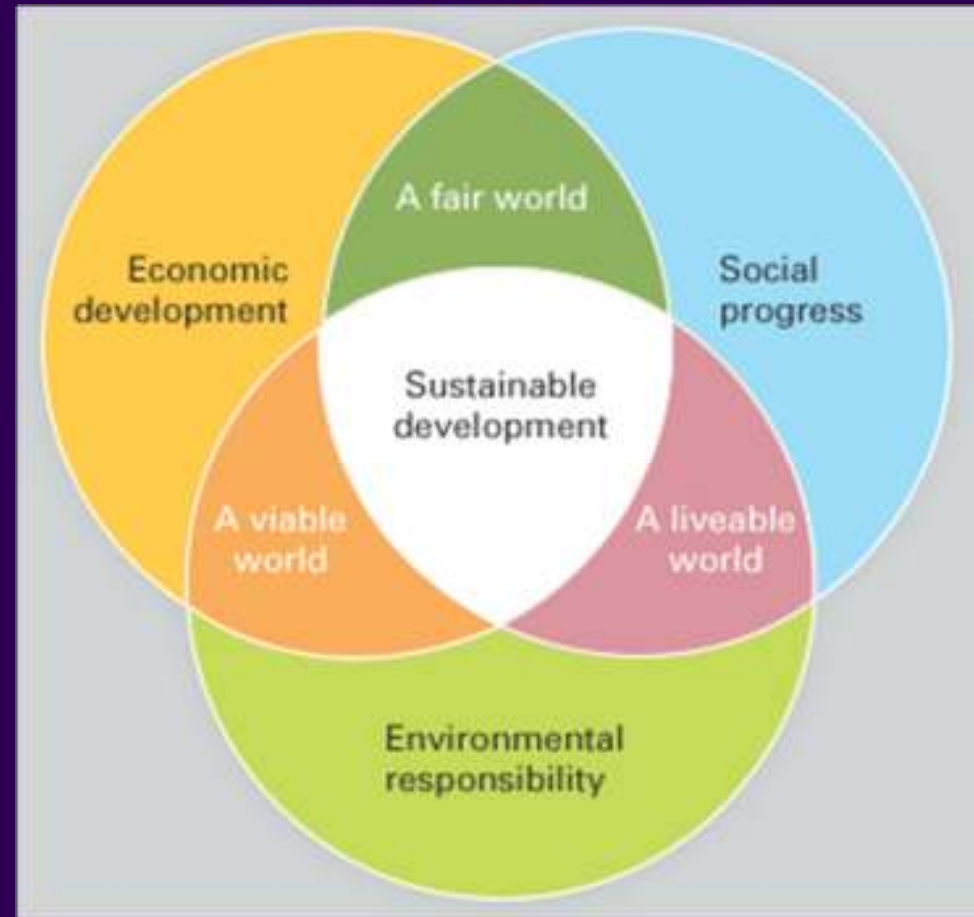 A fair world
Economic
development
Social
progress
Sustainable
development
A viable
world
A liveable
world
Environmental
responsibility